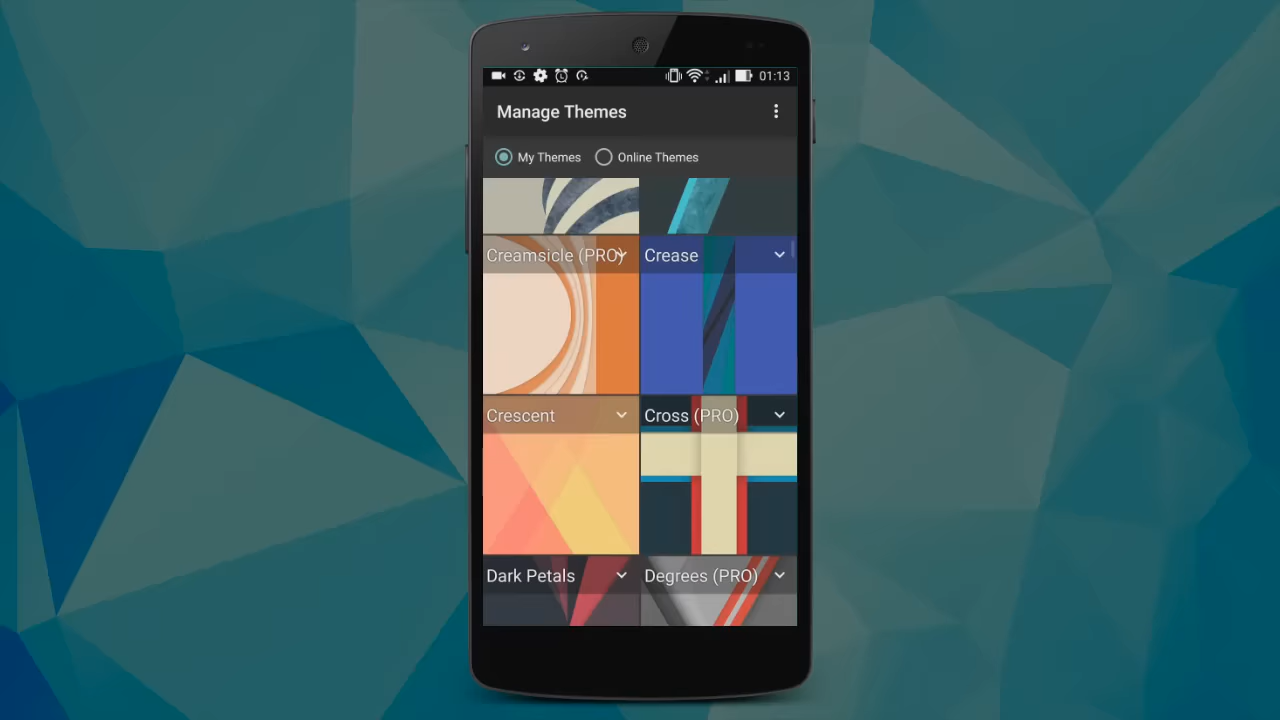 01:13
Manage Themes
My Themes Online Themes
Creamsicle (PRO) Crease
Crescent Cross (PRO)
Dark Petals Degrees (PRO)